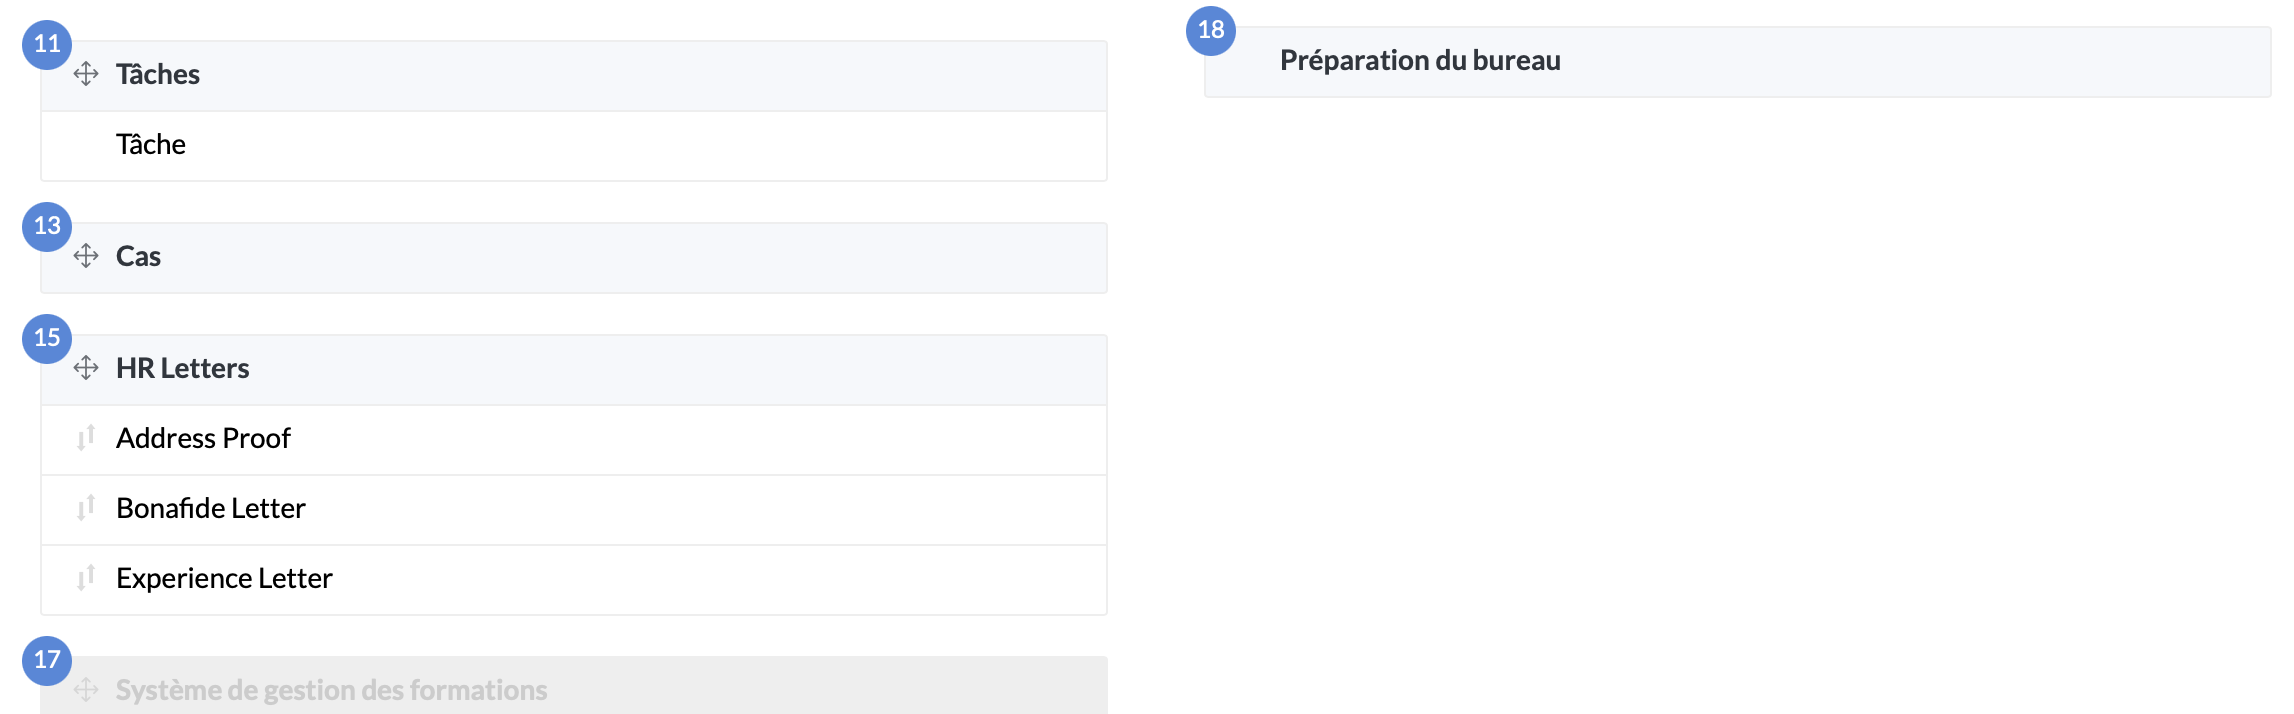 11
Tâches
Tâche
13
Cas
15
HR Letters
Address Proof
Bonafide Letter
Experience Letter
17
Système de gestion des formations
18
Préparation du bureau